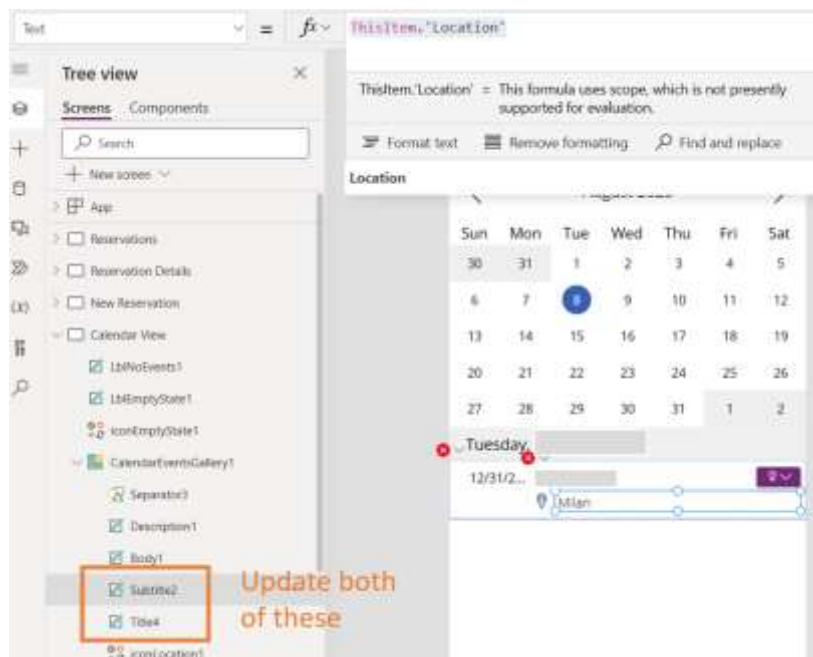 Text
=
fx
ThisItem.'Location'
Tree view
Screens Components
ThisItem.'Location' = This formula uses scope, which is not presently
supported for evaluation.
Search
Format text Remove formatting Find and replace
New screen
Location
App
Reservations
Reservation Details
New Reservation
Calendar View
LblNoEvents1
LblEmptyState1
iconEmptyState1
CalendarEventsGallery1
Separator3
Description1
Body1
Subtitle2
Title4
iconLocation1
Update both
of these
Sun Mon Tue Wed Thu Fri Sat
30 31 1 2 3 4 5
6 7 8 9 10 11 12
13 14 15 16 17 18 19
20 21 22 23 24 25 26
27 28 29 30 31 1 2
Tuesday,
12/31/2...
Milan